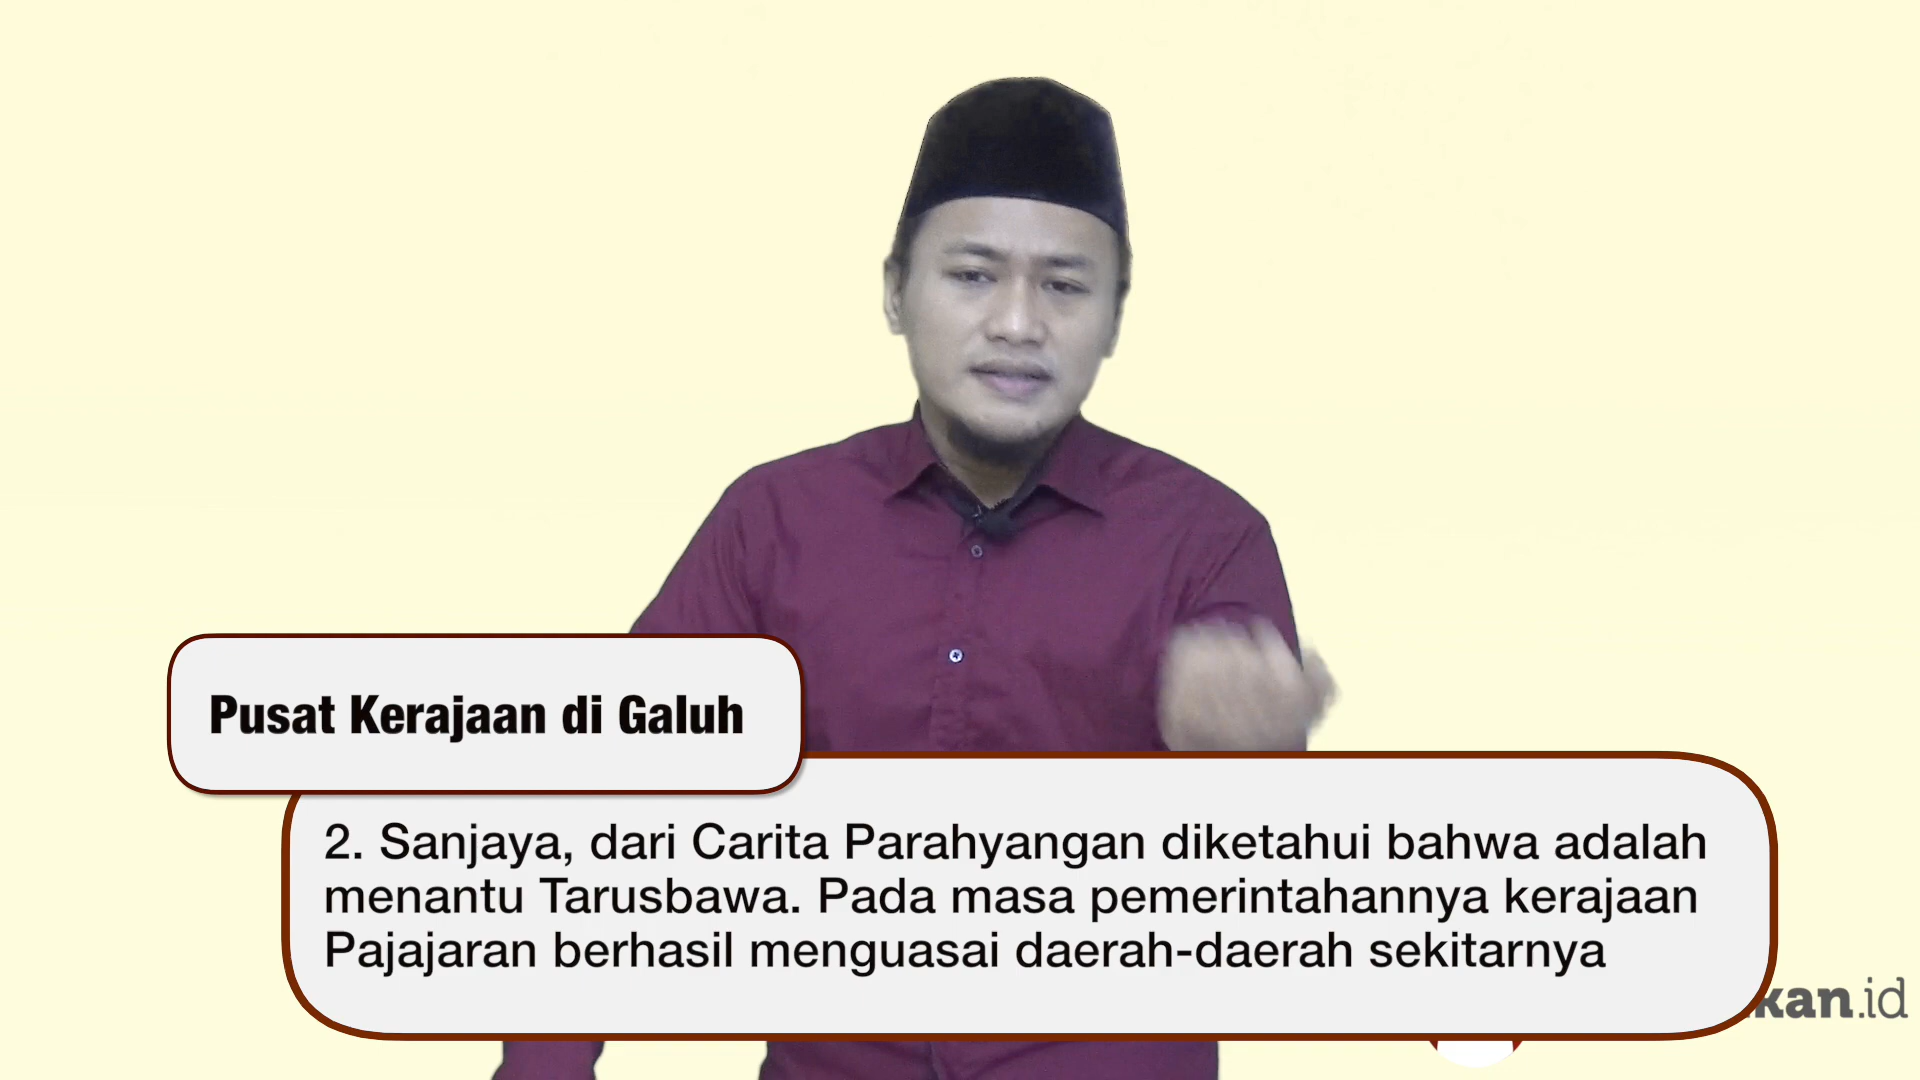 Pusat Kerajaan di Galuh
2. Sanjaya, dari Carita Parahyangan diketahui bahwa adalah
menantu Tarusbawa. Pada masa pemerintahannya kerajaan
Pajajaran berhasil menguasai daerah-daerah sekitarnya
kan.id